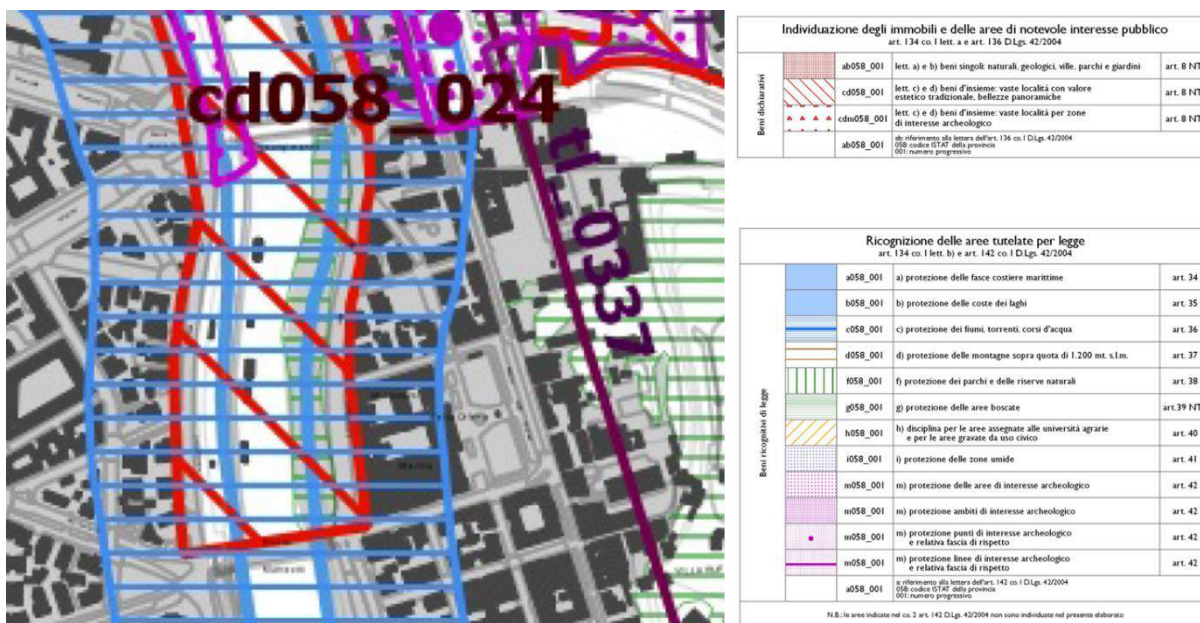 cd058_024
tl_0337
Individuazione degli immobili e delle aree di notevole interesse pubblico
art. 134 co. 1 lett. a e art. 136 D.Lgs. 42/2004
Beni dichiarativi
ab058_001 lett. a) e b) beni singoli: naturali, geologici, ville, parchi e giardini art. 8 NT
cd058_001 lett. c) e d) beni d'insieme: vaste località con valore
estetico tradizionale, bellezze panoramiche art. 8 NT
cdm058_001 lett. c) e d) beni d'insieme: vaste località per zone
di interesse archeologico art. 8 NT
ab058_001 ab: riferimento alla lettera dell'art. 136 co. 1 D.Lgs. 42/2004
058: codice ISTAT della provincia
001: numero progressivo
Ricognizione delle aree tutelate per legge
art. 134 co. 1 lett. b) e art. 142 co. 1 D.Lgs. 42/2004
Beni ricognitivi di legge
a058_001 a) protezione delle fasce costiere marittime art. 34
b058_001 b) protezione delle coste dei laghi art. 35
c058_001 c) protezione dei fiumi, torrenti, corsi d'acqua art. 36
d058_001 d) protezione delle montagne sopra quota di 1.200 mt. s.l.m. art. 37
f058_001 f) protezione dei parchi e delle riserve naturali art. 38
g058_001 g) protezione delle aree boscate art.39 NT
h058_001 h) disciplina per le aree assegnate alle università agrarie
e per le aree gravate da uso civico art. 40
i058_001 i) protezione delle zone umide art. 41
m058_001 m) protezione delle aree di interesse archeologico art. 42
m058_001 m) protezione ambiti di interesse archeologico art. 42
m058_001 m) protezione punti di interesse archeologico
e relativa fascia di rispetto art. 42
m058_001 m) protezione linee di interesse archeologico
e relativa fascia di rispetto art. 42
a058_001 a: riferimento alla lettera dell'art. 142 co. 1 D.Lgs. 42/2004
058: codice ISTAT della provincia
001: numero progressivo
N.B.: le aree indicate nel co. 2 art. 142 D.Lgs. 42/2004 non sono individuate nel presente elaborato